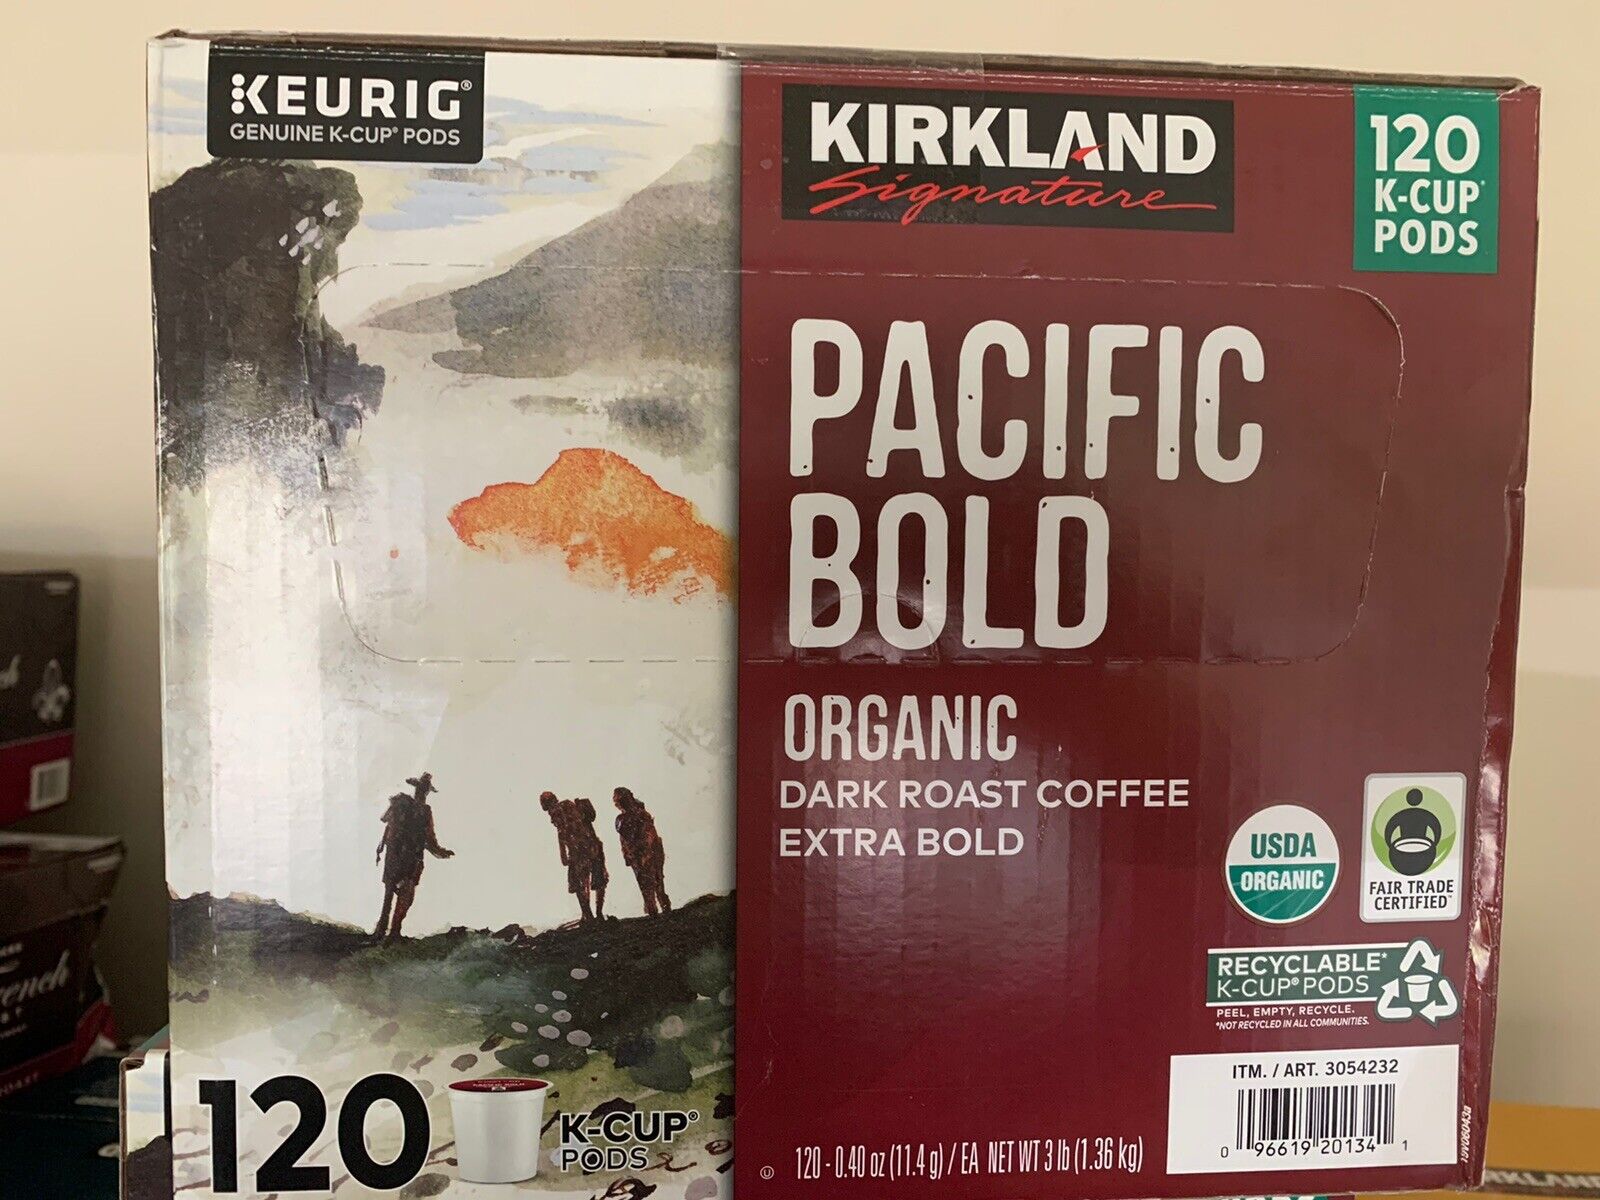 KEURIG®
GENUINE K-CUP® PODS
KIRKLAND
Signature
120
K-CUP®
PODS
PACIFIC
BOLD
ORGANIC
DARK ROAST COFFEE
EXTRA BOLD
USDA
ORGANIC
FAIR TRADE
CERTIFIED™
RECYCLABLE*
K-CUP® PODS
PEEL, EMPTY, RECYCLE.
*NOT RECYCLED IN ALL COMMUNITIES.
ITM. / ART. 3054232
0 96619 20134 1
120
K-CUP®
PODS
120 - 0.40 oz (11.4 g) / EA NET WT 3 lb (1.36 kg)